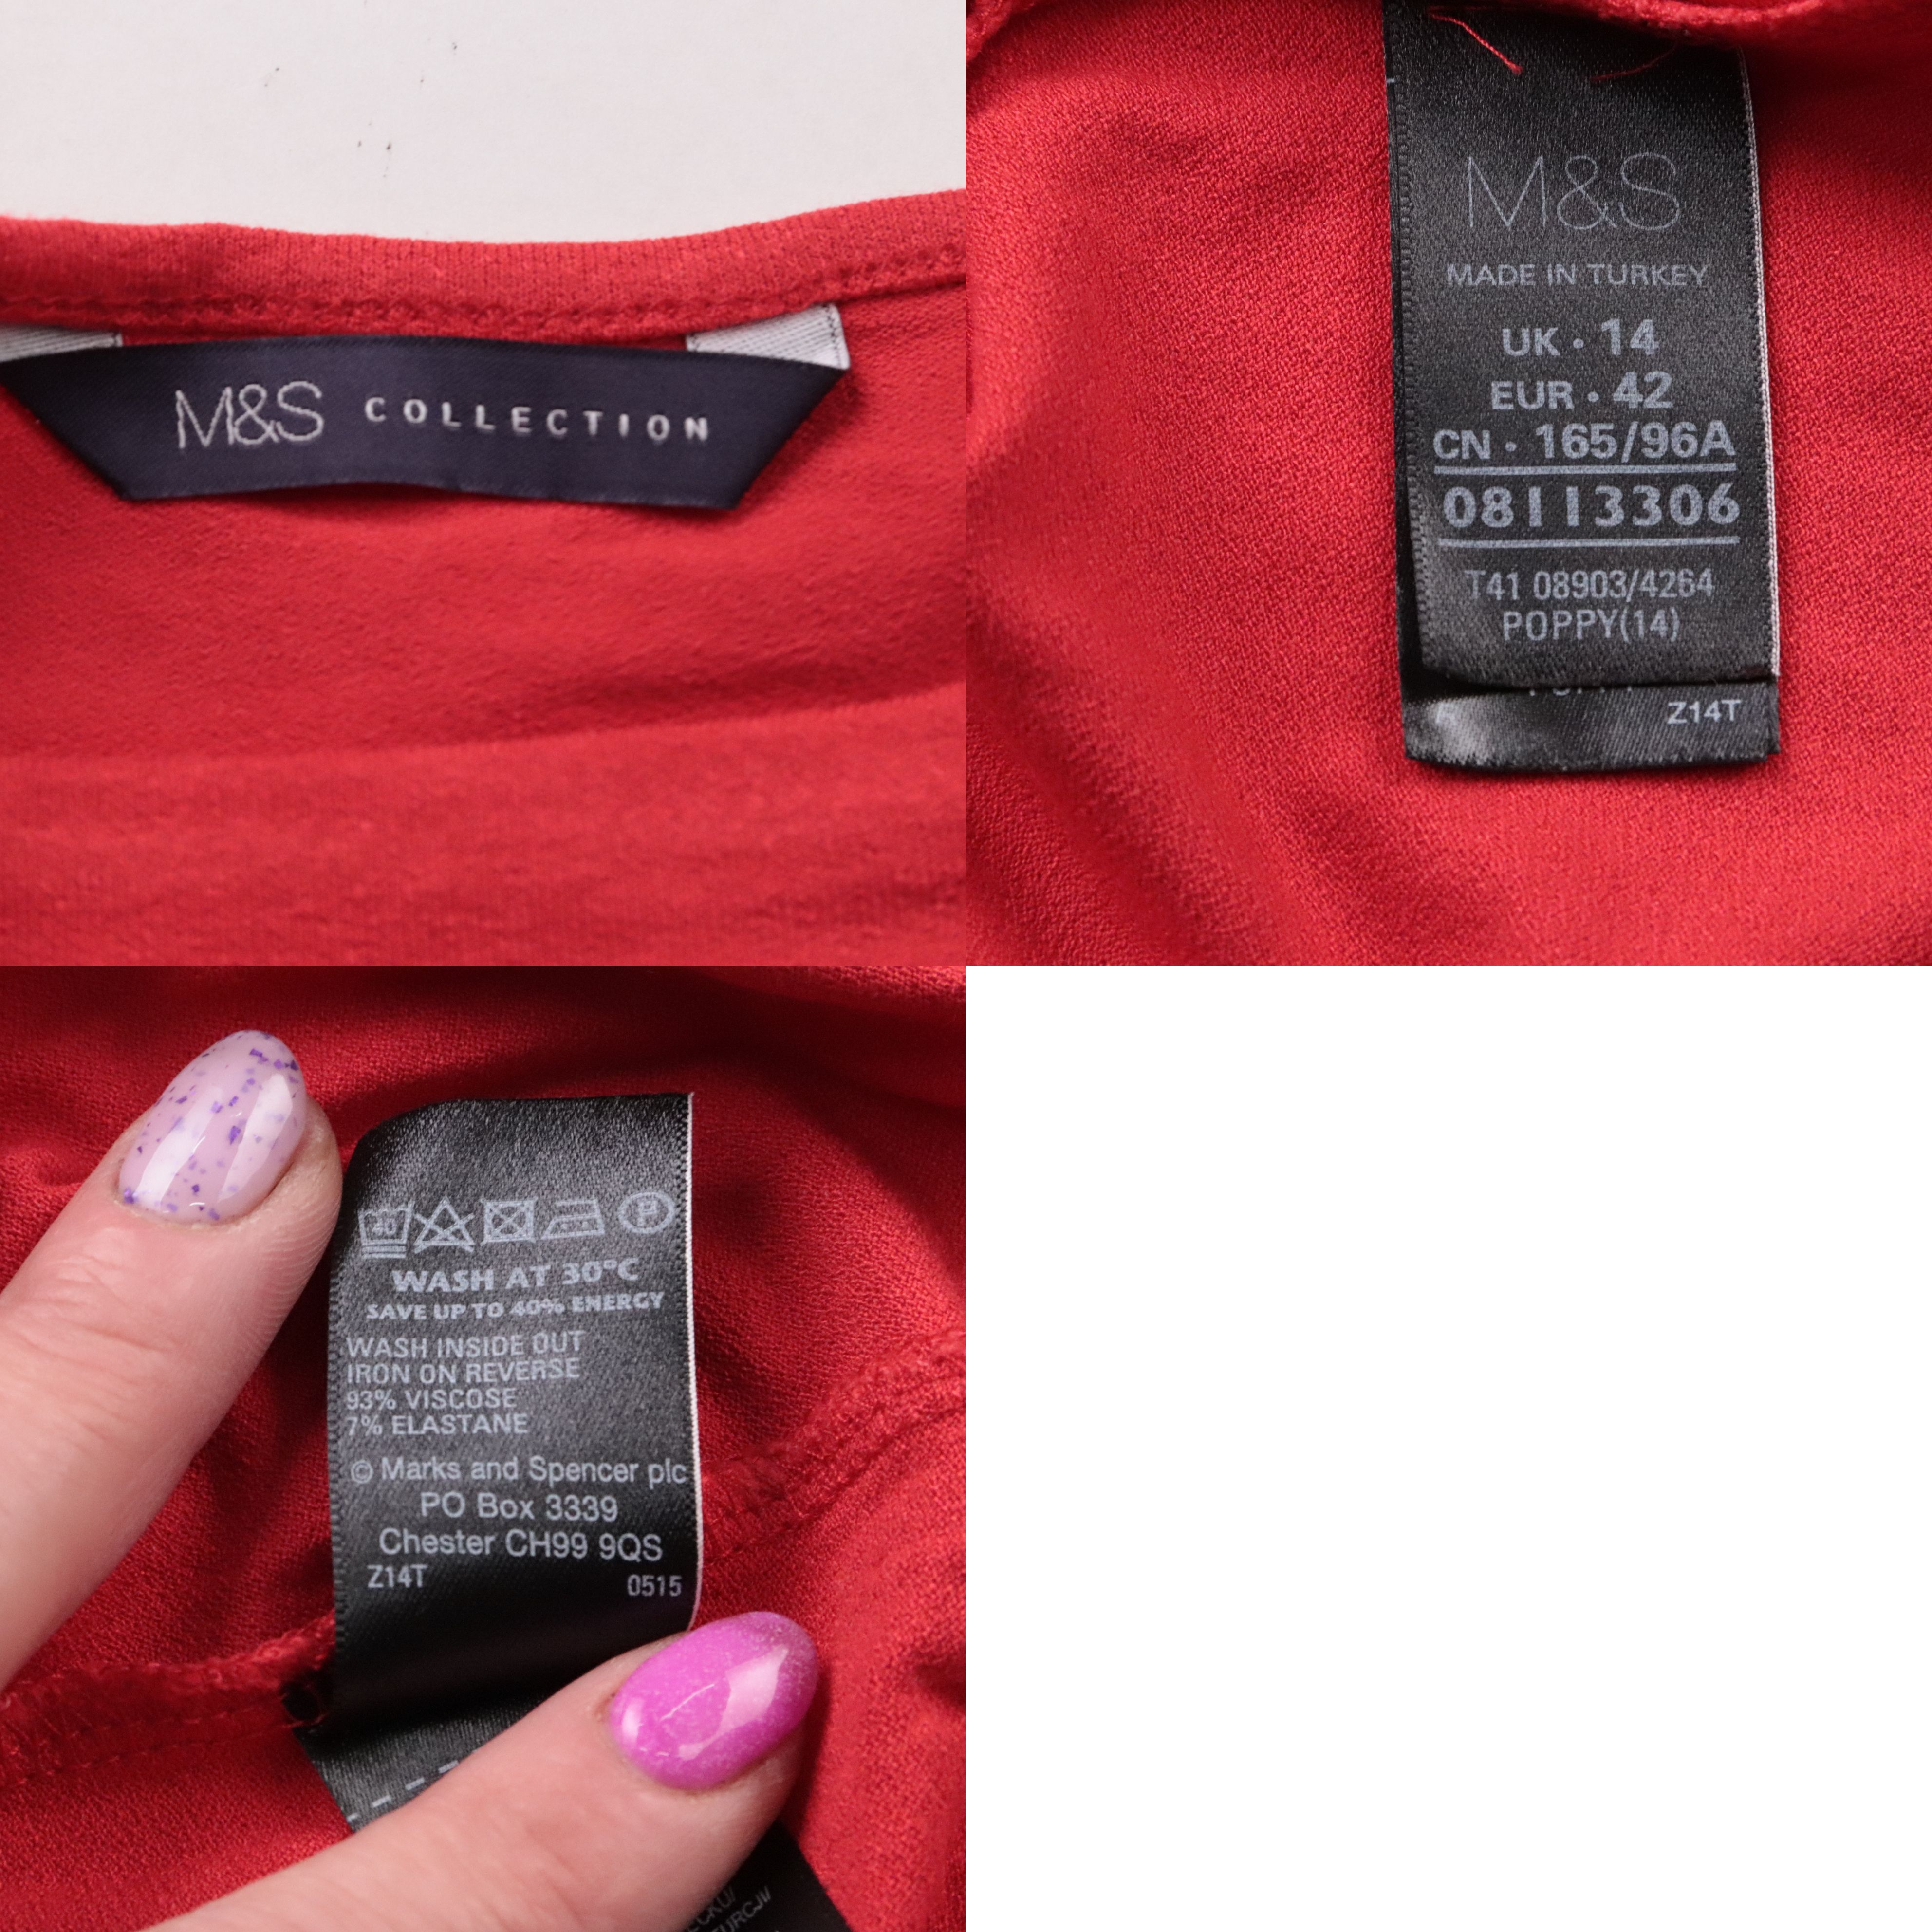 M&S COLLECTION
M&S
MADE IN TURKEY
UK · 14
EUR · 42
CN · 165/96A
08113306
T41 08903/4264
POPPY(14)
Z14T
40
P
WASH AT 30°C
SAVE UP TO 40% ENERGY
WASH INSIDE OUT
IRON ON REVERSE
93% VISCOSE
7% ELASTANE
© Marks and Spencer plc
PO Box 3339
Chester CH99 9QS
Z14T 0515